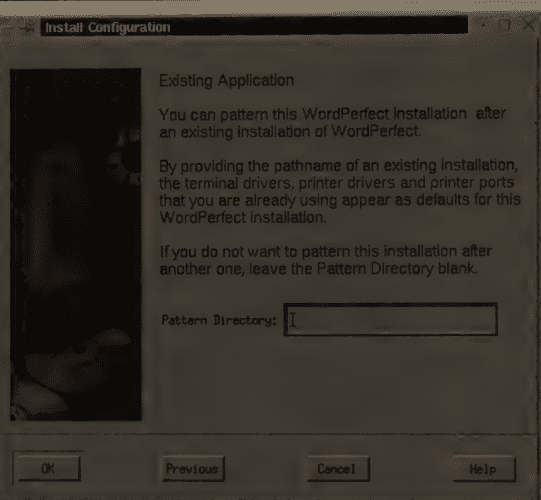 Install Configuration
Existing Application
You can pattern this WordPerfect installation after
an existing installation of WordPerfect.
By providing the pathname of an existing installation,
the terminal drivers, printer drivers and printer ports
that you are already using appear as defaults for this
WordPerfect installation.
If you do not want to pattern this installation after
another one, leave the Pattern Directory blank.
Pattern Directory:
OK
Previous
Cancel
Help